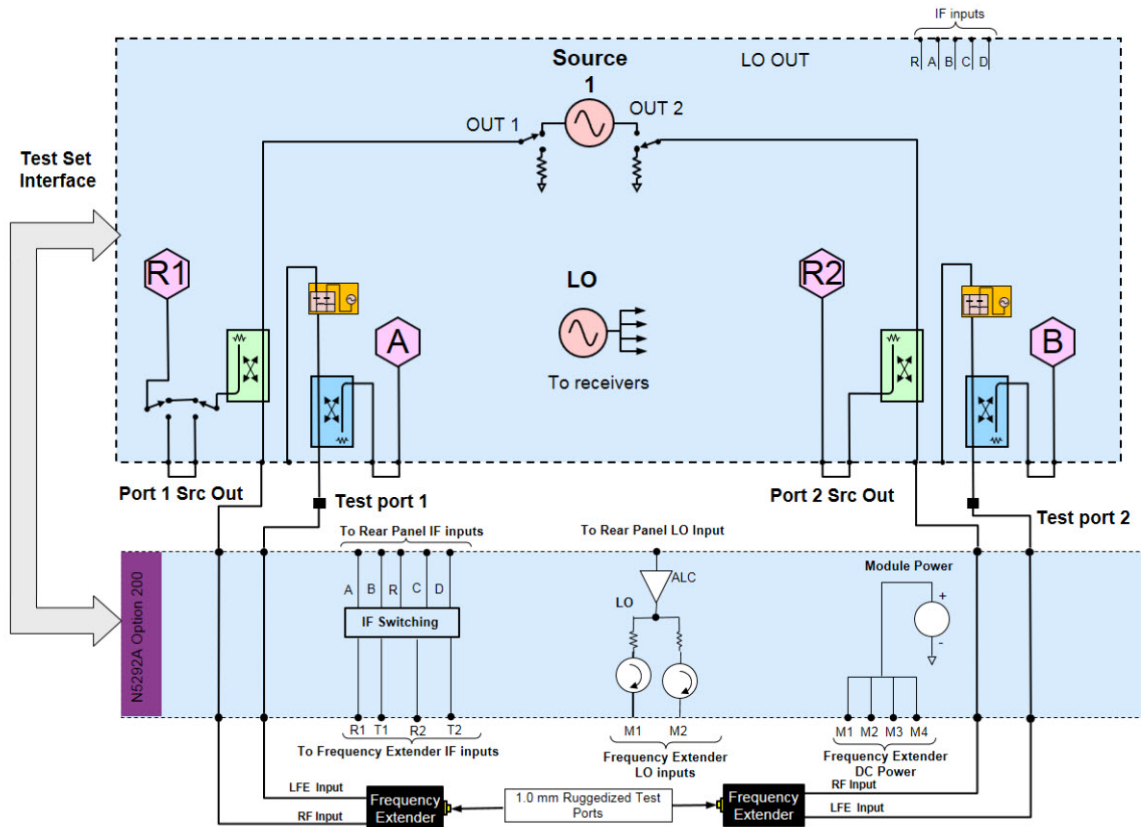 IF inputs
R A B C D
LO OUT
Source
1
OUT 1
OUT 2
Test Set
Interface
R1
A
LO
To receivers
R2
B
Port 1 Src Out
Test port 1
Port 2 Src Out
Test port 2
To Rear Panel IF inputs
To Rear Panel LO Input
Module Power
A B R C D
ALC
LO
+
-
IF Switching
N5292A Option 200
R1 T1 R2 T2
To Frequency Extender IF inputs
M1 M2
Frequency Extender
LO inputs
M1 M2 M3 M4
Frequency Extender
DC Power
LFE Input
RF Input
Frequency
Extender
1.0 mm Ruggedized Test
Ports
Frequency
Extender
RF Input
LFE Input